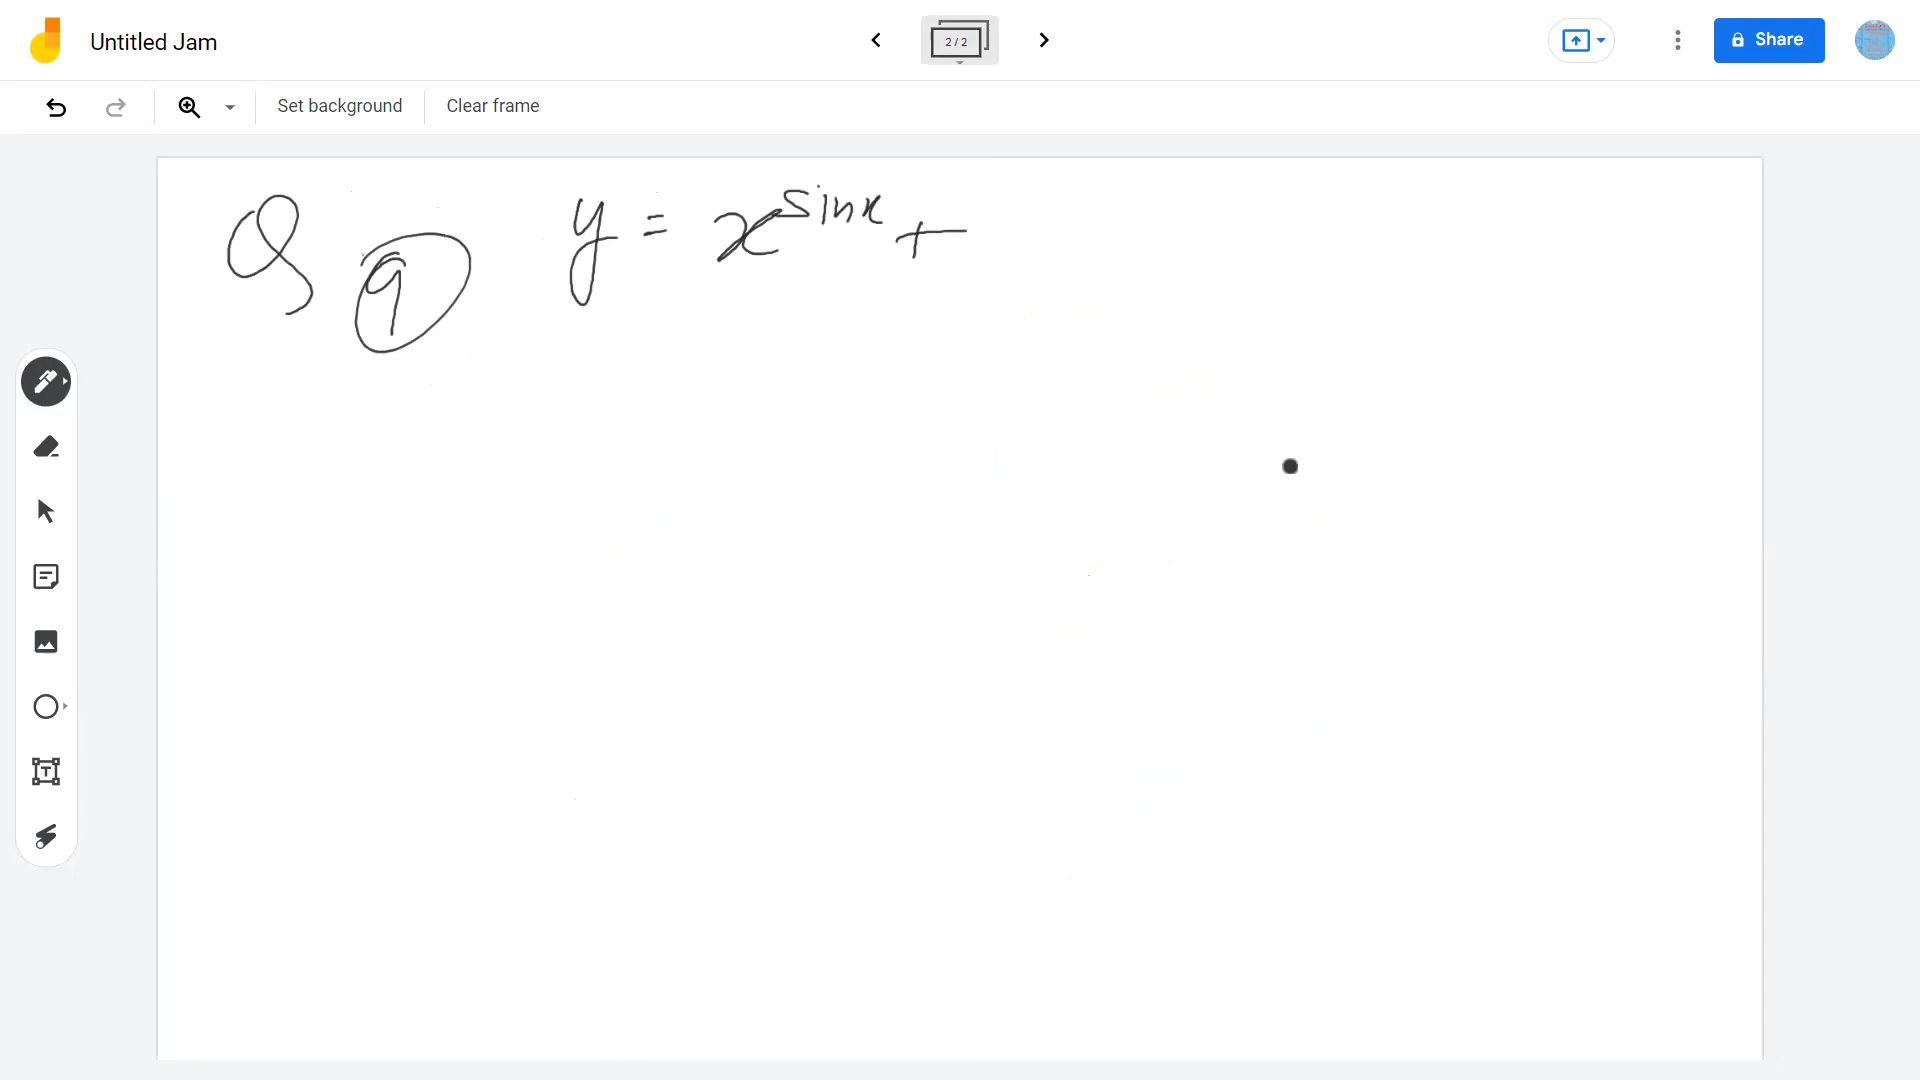 Untitled Jam
2 / 2
Share
Set background
Clear frame
Q 9 y = x^sinx +